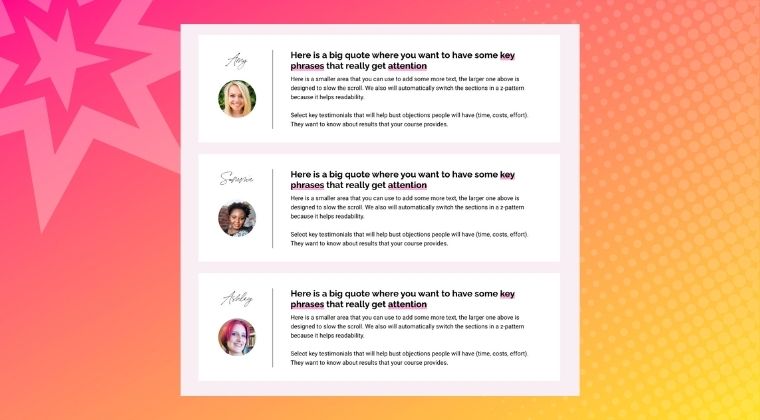 Amy
Here is a big quote where you want to have some key
phrases that really get attention
Here is a smaller area that you can use to add some more text, the larger one above is
designed to slow the scroll. We also will automatically switch the sections in a z-pattern
because it helps readability.
Select key testimonials that will help bust objections people will have (time, costs, effort).
They want to know about results that your course provides.
Here is a big quote where you want to have some key
phrases that really get attention
Here is a smaller area that you can use to add some more text, the larger one above is
designed to slow the scroll. We also will automatically switch the sections in a z-pattern
because it helps readability.
Select key testimonials that will help bust objections people will have (time, costs, effort).
They want to know about results that your course provides.
Ashley
Here is a big quote where you want to have some key
phrases that really get attention
Here is a smaller area that you can use to add some more text, the larger one above is
designed to slow the scroll. We also will automatically switch the sections in a z-pattern
because it helps readability.
Select key testimonials that will help bust objections people will have (time, costs, effort).
They want to know about results that your course provides.